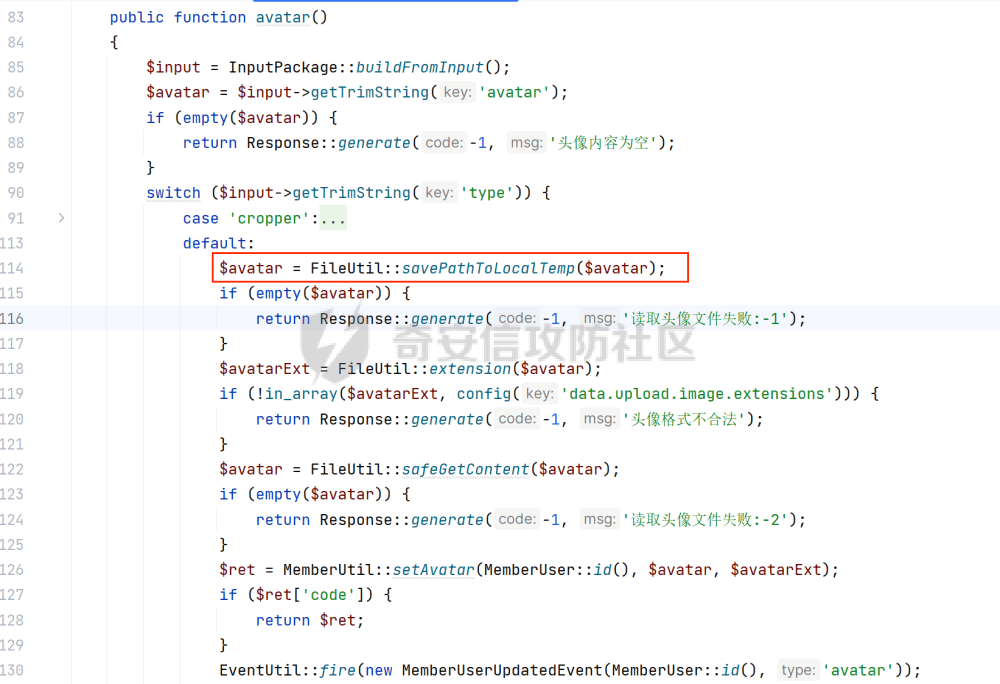 83 public function avatar()
84 {
85 $input = InputPackage::buildFromInput();
86 $avatar = $input->getTrimString( key: 'avatar');
87 if (empty($avatar)) {
88 return Response::generate( code: -1, msg: '头像内容为空');
89 }
90 switch ($input->getTrimString( key: 'type')) {
91 case 'cropper':...
113 default:
114 $avatar = FileUtil::savePathToLocalTemp($avatar);
115 if (empty($avatar)) {
116 return Response::generate( code: -1, msg: '读取头像文件失败:-1');
117 }
奇安信攻防社区
118 $avatarExt = FileUtil::extension($avatar);
119 if (!in_array($avatarExt, config( key: 'data.upload.image.extensions'))) {
120 return Response::generate( code: -1, msg: '头像格式不合法');
121 }
122 $avatar = FileUtil::safeGetContent($avatar);
123 if (empty($avatar)) {
124 return Response::generate( code: -1, msg: '读取头像文件失败:-2');
125 }
126 $ret = MemberUtil::setAvatar(MemberUser::id(), $avatar, $avatarExt);
127 if ($ret['code']) {
128 return $ret;
129 }
130 EventUtil::fire(new MemberUserUpdatedEvent(MemberUser::id(), type: 'avatar'));